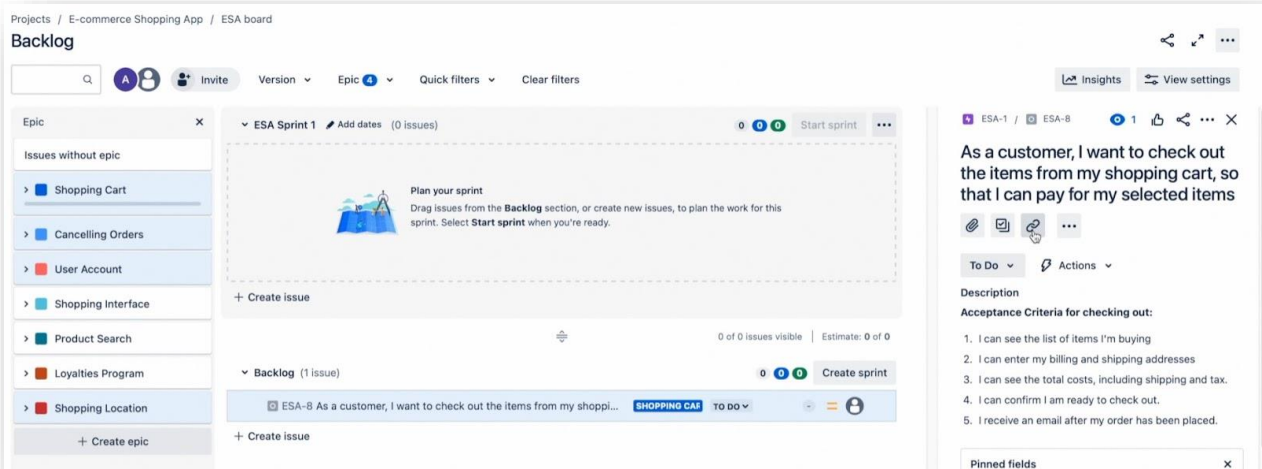 Projects / E-commerce Shopping App / ESA board
Backlog
A Invite Version Epic 4 Quick filters Clear filters Insights View settings
Epic
Issues without epic
Shopping Cart
Cancelling Orders
User Account
Shopping Interface
Product Search
Loyalties Program
Shopping Location
+ Create epic
ESA Sprint 1 Add dates (0 issues) 0 0 0 Start sprint
Plan your sprint
Drag issues from the Backlog section, or create new issues, to plan the work for this
sprint. Select Start sprint when you're ready.
+ Create issue
0 of 0 issues visible | Estimate: 0 of 0
Backlog (1 issue) 0 0 0 Create sprint
ESA-8 As a customer, I want to check out the items from my shoppi... SHOPPING CAR TO DO -
+ Create issue
ESA-1 / ESA-8 1
As a customer, I want to check out
the items from my shopping cart, so
that I can pay for my selected items
To Do Actions
Description
Acceptance Criteria for checking out:
1. I can see the list of items I'm buying
2. I can enter my billing and shipping addresses
3. I can see the total costs, including shipping and tax.
4. I can confirm I am ready to check out.
5. I receive an email after my order has been placed.
Pinned fields